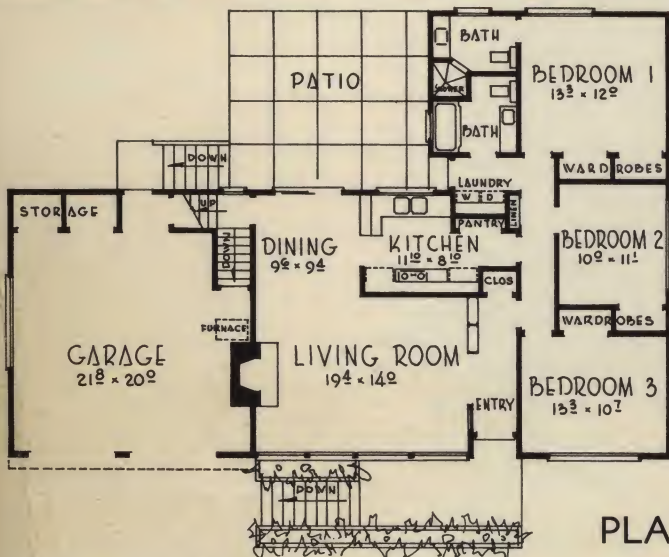 BATH
BEDROOM 1
13³ × 12⁰
PATIO
SHOWER
BATH
DOWN
WARD ROBES
LAUNDRY
W D
LINEN
STORAGE
UP
PANTRY
DINING
9⁶ × 9⁴
KITCHEN
11¹⁰ × 8¹⁰
BEDROOM 2
10⁰ × 11¹
DOWN
CLOS
FURNACE
WARDROBES
GARAGE
21⁸ × 20⁰
LIVING ROOM
19⁴ × 14⁰
BEDROOM 3
13³ × 10⁷
ENTRY
DOWN
PLA